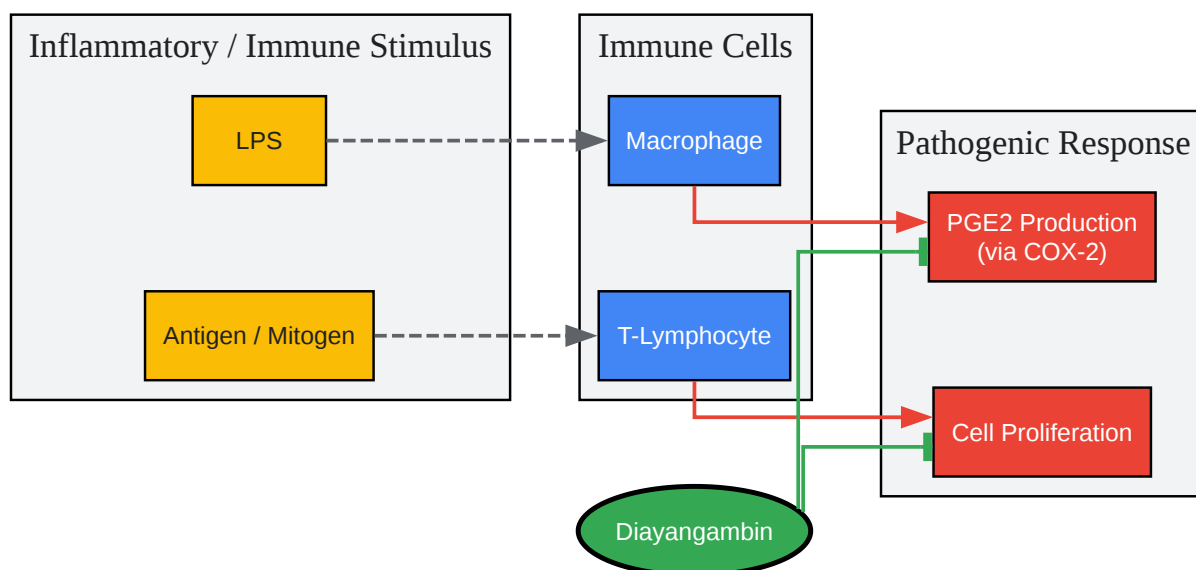 Inflammatory / Immune Stimulus
LPS
Antigen / Mitogen
Immune Cells
Macrophage
T-Lymphocyte
Pathogenic Response
PGE2 Production
(via COX-2)
Cell Proliferation
Diayangambin